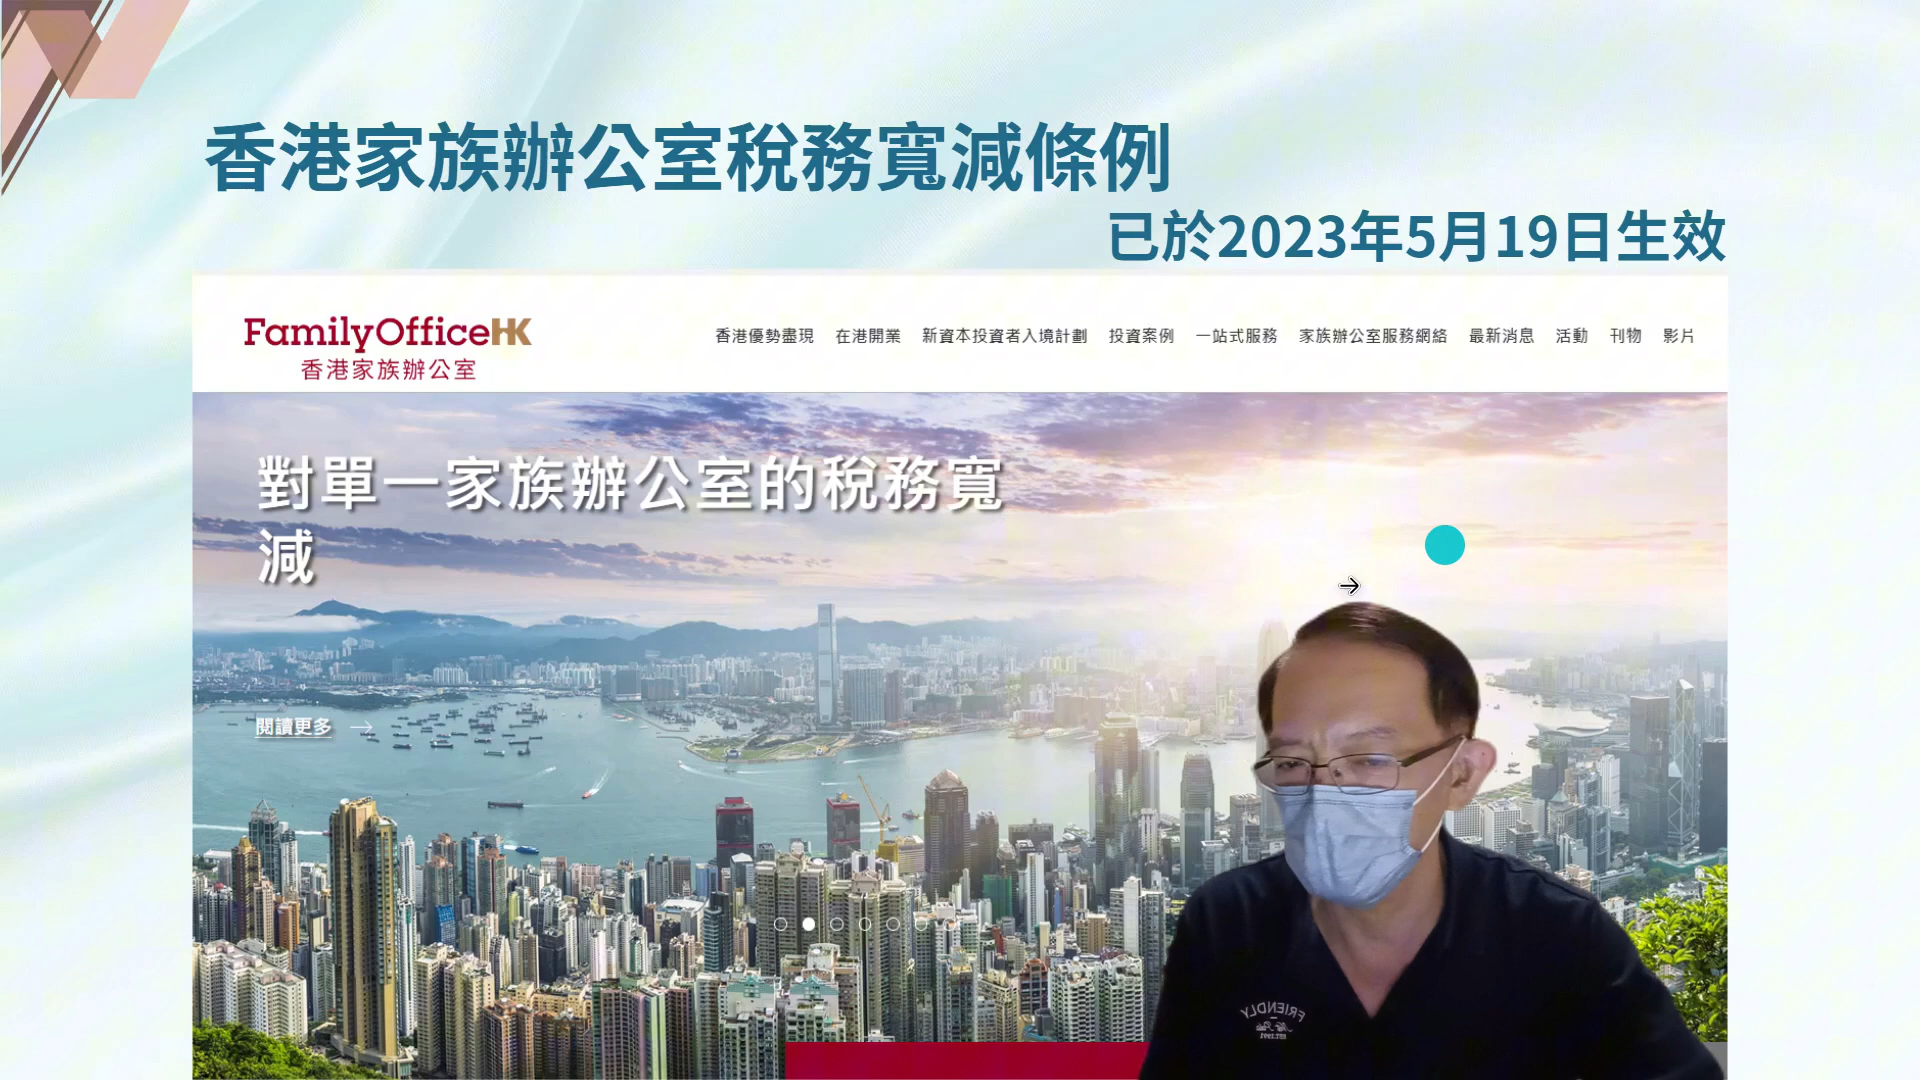 香港家族辦公室稅務寬減條例
已於2023年5月19日生效
FamilyOfficeHK
香港家族辦公室
香港優勢盡現 在港開業 新資本投資者入境計劃 投資案例 一站式服務 家族辦公室服務網絡 最新消息 活動 刊物 影片
對單一家族辦公室的稅務寬
減
閱讀更多
FRIENDLY
EST.1991